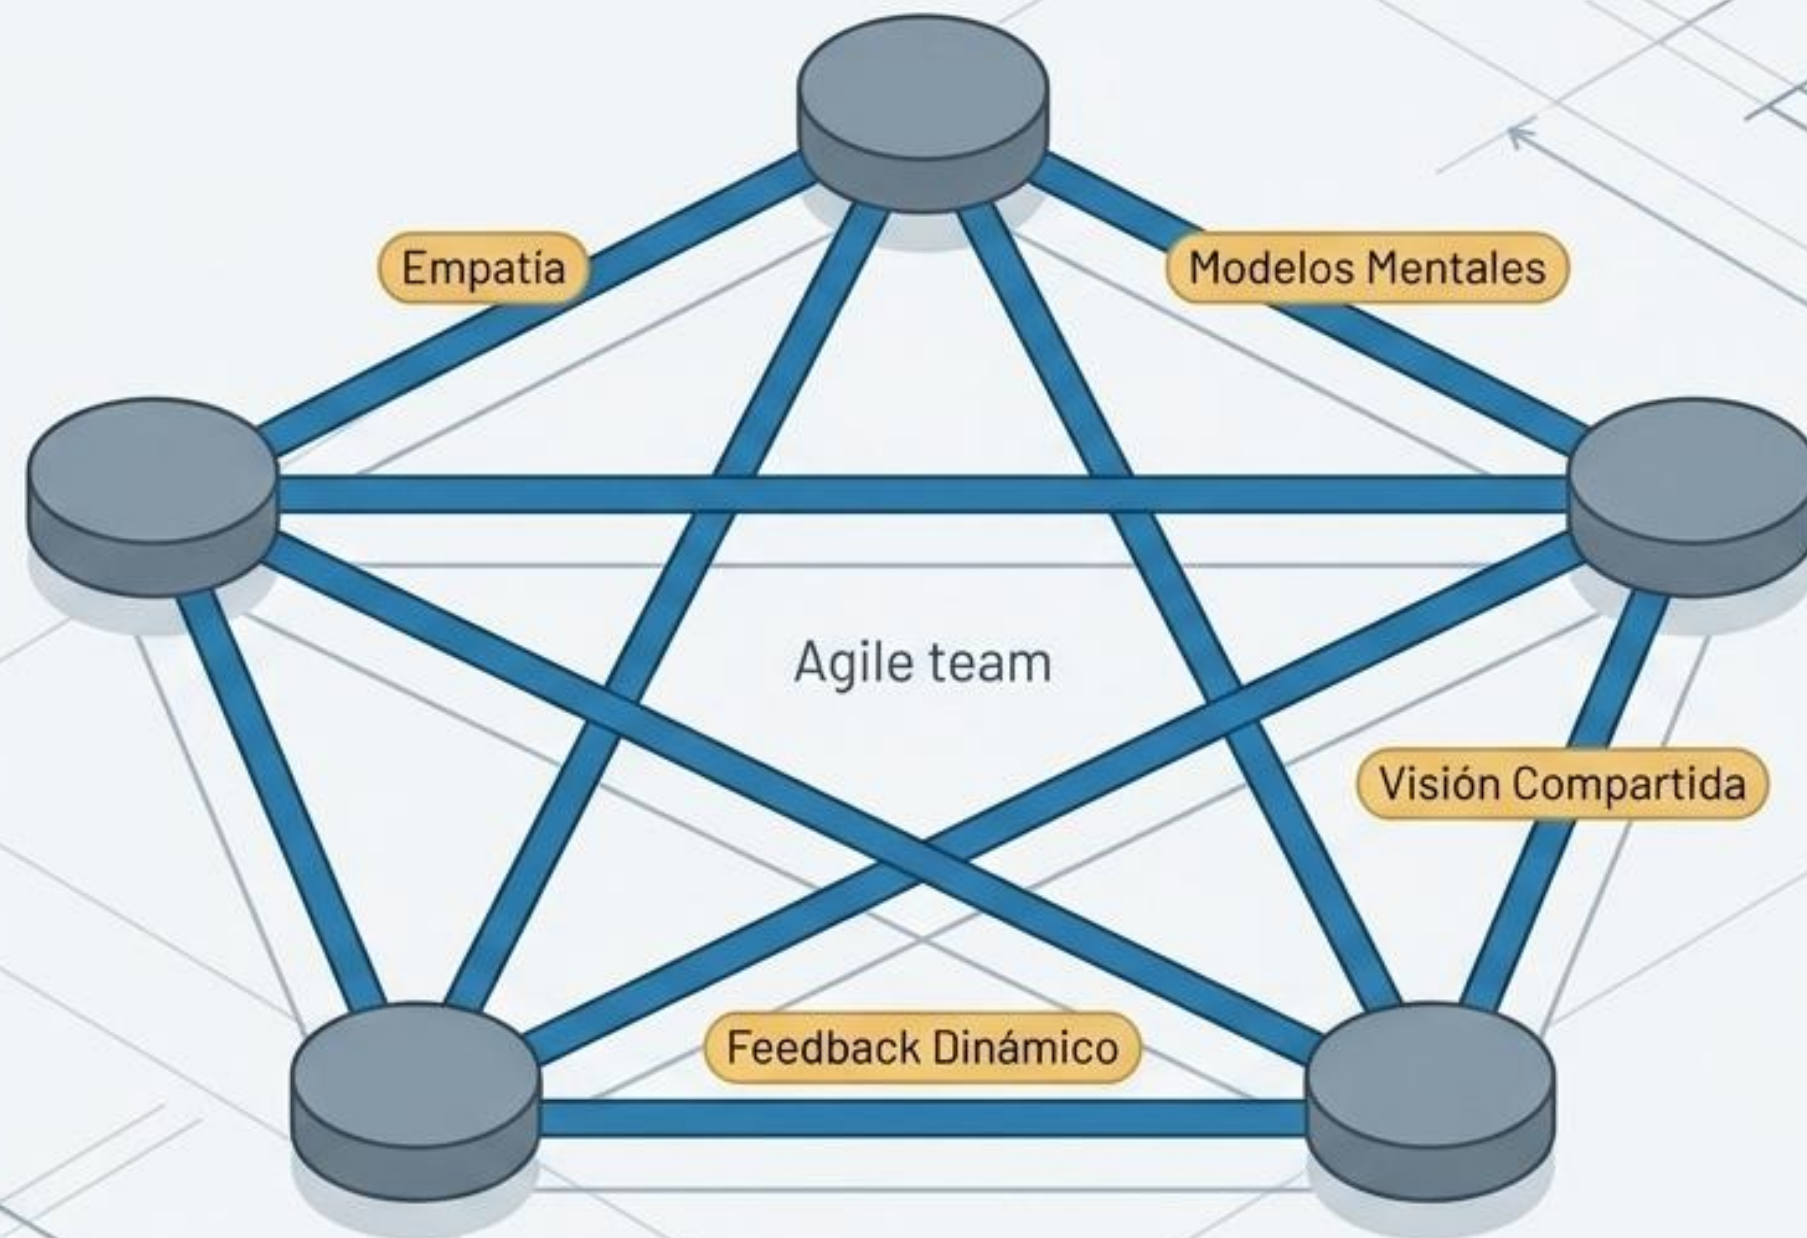 Empatía
Modelos Mentales
Agile team
Visión Compartida
Feedback Dinámico